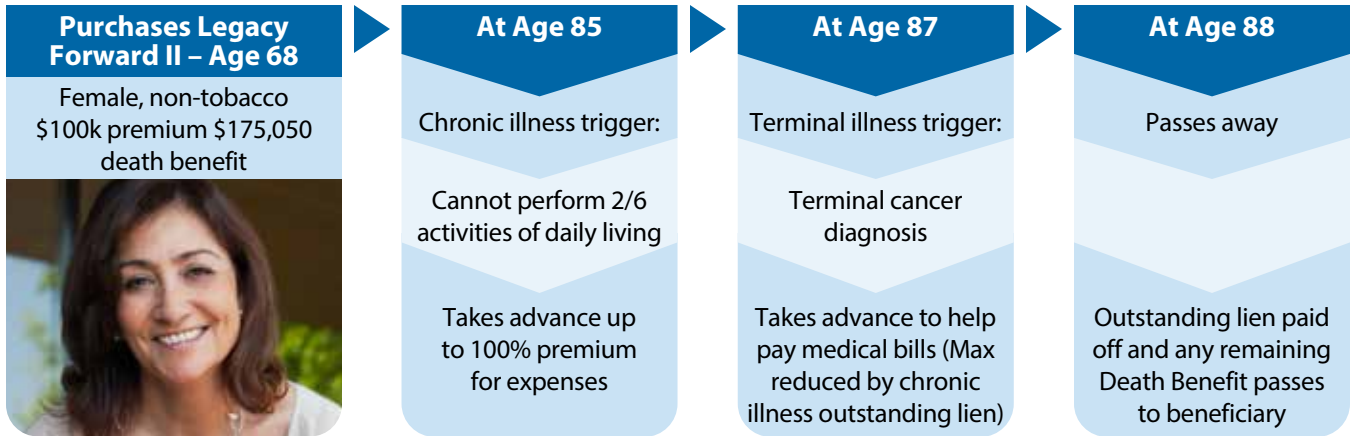 Purchases Legacy
Forward II – Age 68
Female, non-tobacco
$100k premium $175,050
death benefit
At Age 85
Chronic illness trigger:
Cannot perform 2/6
activities of daily living
Takes advance up
to 100% premium
for expenses
At Age 87
Terminal illness trigger:
Terminal cancer
diagnosis
Takes advance to help
pay medical bills (Max
reduced by chronic
illness outstanding lien)
At Age 88
Passes away
Outstanding lien paid
off and any remaining
Death Benefit passes
to beneficiary